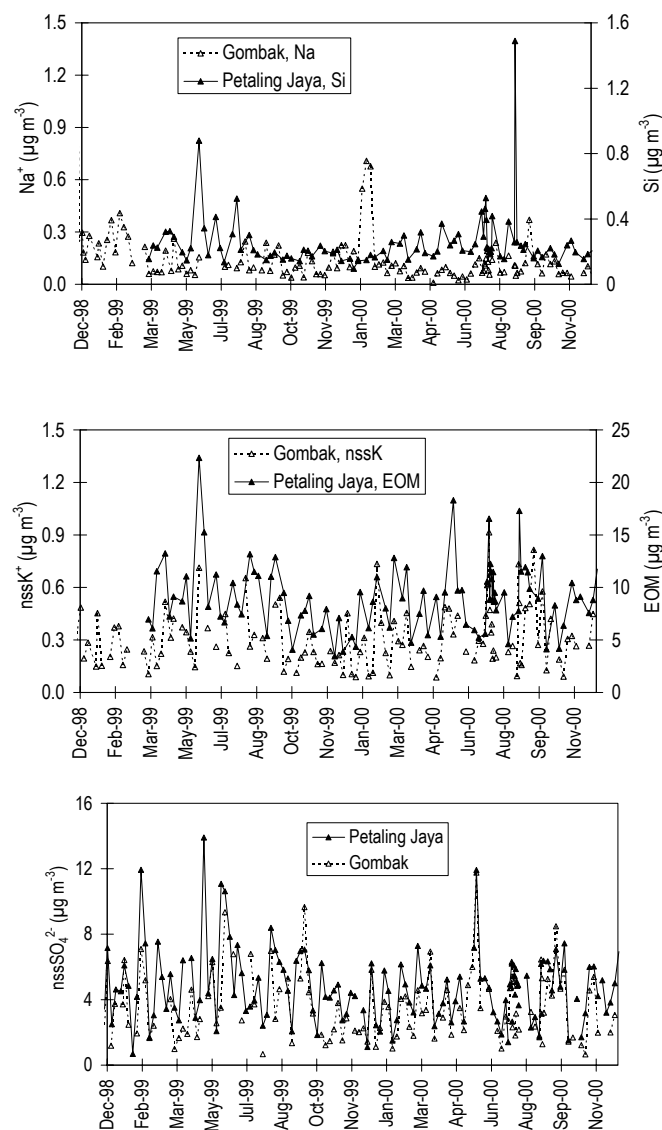 1.5
1.2
0.9
0.6
0.3
0.0
Na⁺ (µg m⁻³)
Gombak, Na
Petaling Jaya, Si
1.6
1.2
0.8
0.4
0.0
Si (µg m⁻³)
Dec-98 Feb-99 Mar-99 May-99 Jul-99 Aug-99 Oct-99 Nov-99 Jan-00 Mar-00 Apr-00 Jun-00 Aug-00 Sep-00 Nov-00
1.5
1.2
0.9
0.6
0.3
0.0
nssK⁺ (µg m⁻³)
Gombak, nssK
Petaling Jaya, EOM
25
20
15
10
5
0
EOM (µg m⁻³)
Dec-98 Feb-99 Mar-99 May-99 Jul-99 Aug-99 Oct-99 Nov-99 Jan-00 Mar-00 Apr-00 Jun-00 Aug-00 Sep-00 Nov-00
16
12
8
4
0
nssSO₄²⁻ (µg m⁻³)
Petaling Jaya
Gombak
Dec-98 Feb-99 Mar-99 May-99 Jul-99 Aug-99 Oct-99 Nov-99 Jan-00 Mar-00 Apr-00 Jun-00 Aug-00 Sep-00 Nov-00